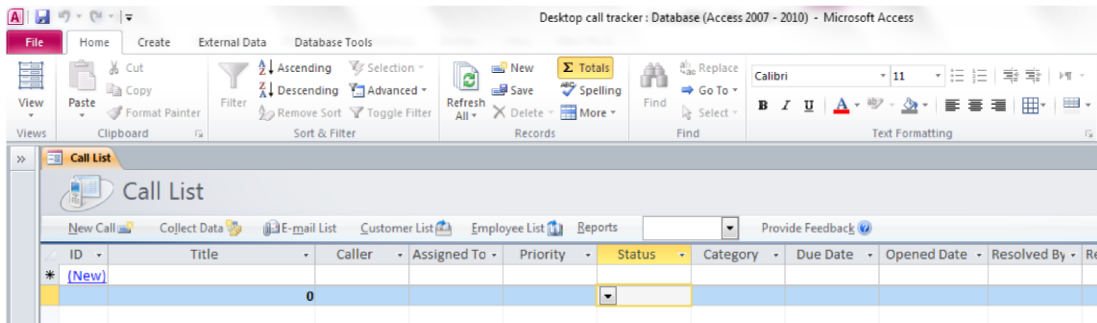 Desktop call tracker : Database (Access 2007 - 2010) - Microsoft Access
File Home Create External Data Database Tools
View
Views
Paste
Cut
Copy
Format Painter
Clipboard
Filter
Ascending
Descending
Remove Sort
Selection
Advanced
Toggle Filter
Sort & Filter
Refresh
All
New
Save
Delete
Totals
Spelling
More
Records
Find
Replace
Go To
Select
Find
Calibri 11
B I U A
Text Formatting
Call List
Call List
New Call Collect Data E-mail List Customer List Employee List Reports Provide Feedback
ID Title Caller Assigned To Priority Status Category Due Date Opened Date Resolved By Re
* (New)
0